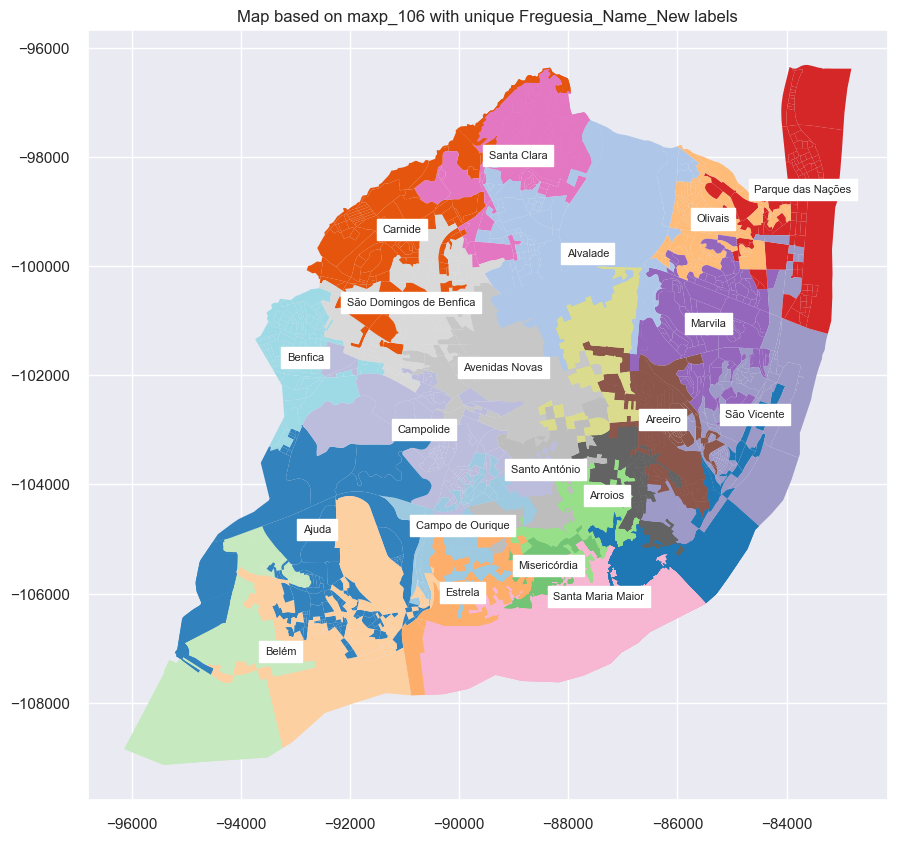 Map based on maxp_106 with unique Freguesia_Name_New labels
−96000
−98000
−100000
−102000
−104000
−106000
−108000
Santa Clara
Parque das Nações
Olivais
Carnide
Alvalade
São Domingos de Benfica
Marvila
Benfica
Avenidas Novas
São Vicente
Areeiro
Campolide
Santo António
Arroios
Campo de Ourique
Ajuda
Misericórdia
Estrela
Santa Maria Maior
Belém
−96000 −94000 −92000 −90000 −88000 −86000 −84000